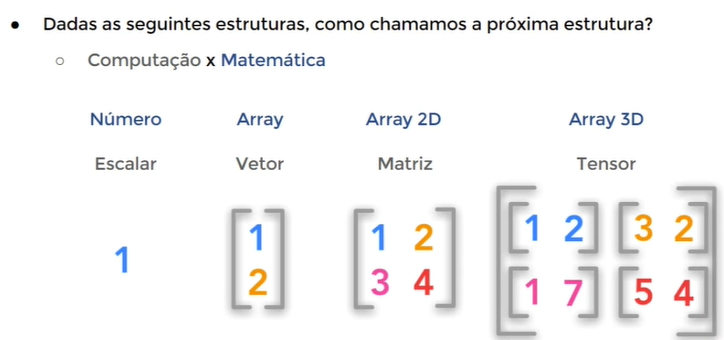 • Dadas as seguintes estruturas, como chamamos a próxima estrutura?
○ Computação x Matemática
Número Array Array 2D Array 3D
Escalar Vetor Matriz Tensor
1 [1 2] [1 2 3 4] [[1 2] [3 2] [1 7] [5 4]]